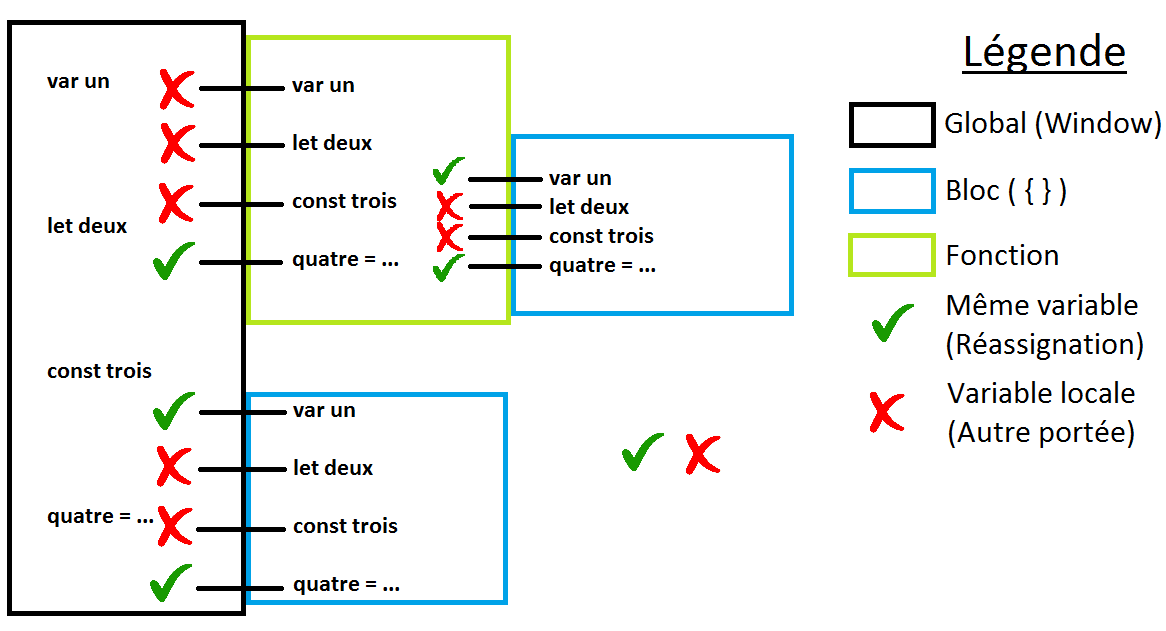 var un
let deux
const trois
quatre = ...
var un
let deux
const trois
quatre = ...
var un
let deux
const trois
quatre = ...
var un
let deux
const trois
quatre = ...
Légende
Global (Window)
Bloc ( { } )
Fonction
Même variable
(Réassignation)
Variable locale
(Autre portée)